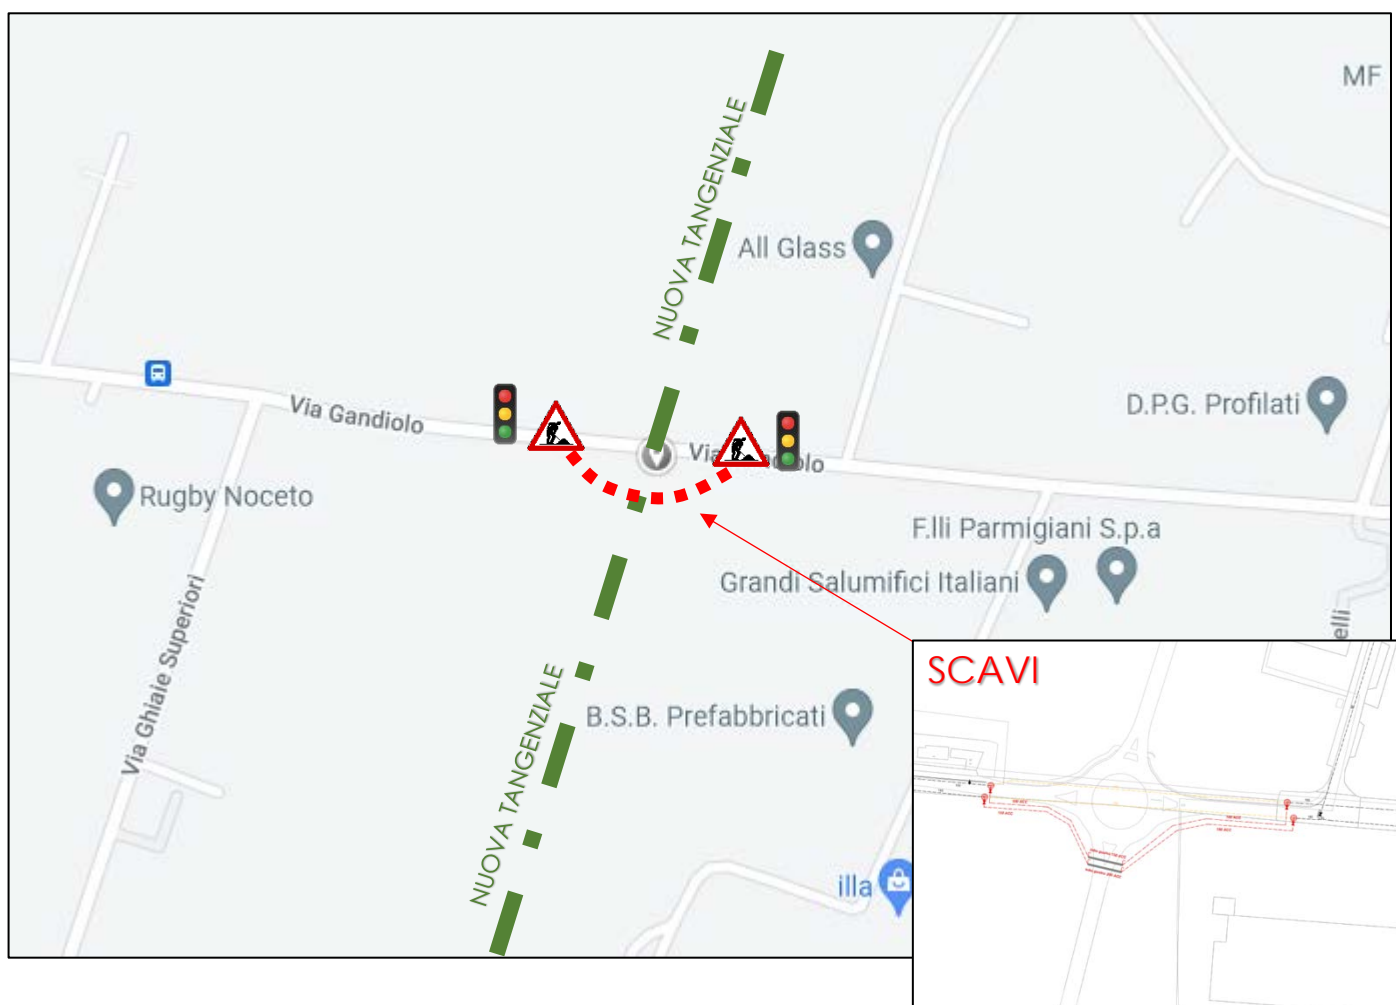 MF
NUOVA TANGENZIALE
All Glass
D.P.G. Profilati
Via Gandiolo
Rugby Noceto
F.lli Parmigiani S.p.a
Grandi Salumifici Italiani
elli
Via Ghiaie Superiori
SCAVI
NUOVA TANGENZIALE
B.S.B. Prefabbricati
illa